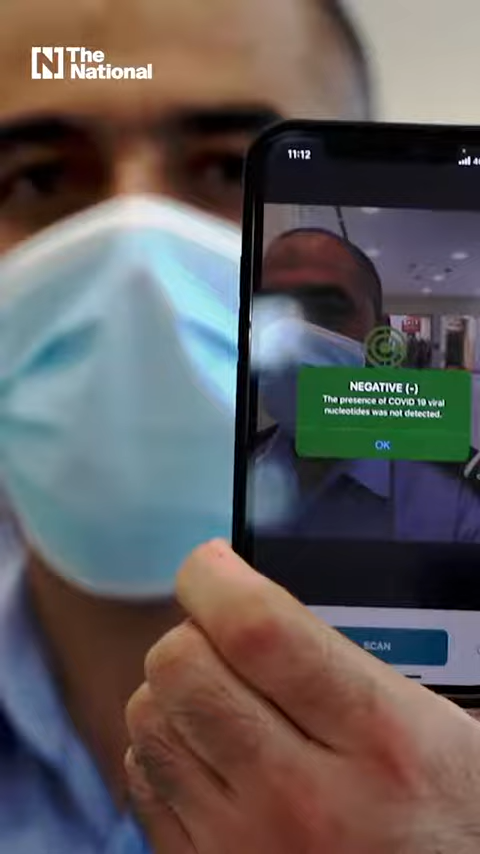 The
National
11:12
NEGATIVE (-)
The presence of COVID 19 viral
nucleotides was not detected.
OK
SCAN